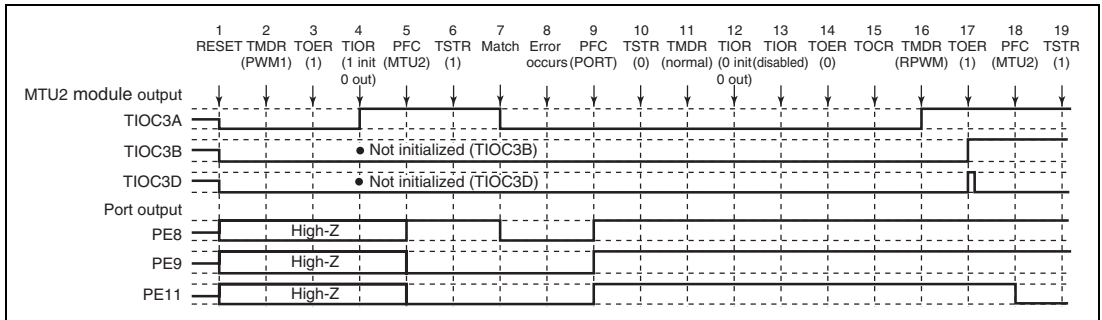 1 2 3 4 5 6 7 8 9 10 11 12 13 14 15 16 17 18 19
RESET TMDR TOER TIOR PFC TSTR Match Error PFC TSTR TMDR TIOR TIOR TOER TOCR TMDR TOER PFC TSTR
(PWM1) (1) (1 init (MTU2) (1) occurs (PORT) (0) (normal) (0 init (disabled) (0) (RPWM) (1) (MTU2) (1)
0 out) 0 out)
MTU2 module output
TIOC3A
TIOC3B • Not initialized (TIOC3B)
TIOC3D • Not initialized (TIOC3D)
Port output
PE8 High-Z
PE9 High-Z
PE11 High-Z